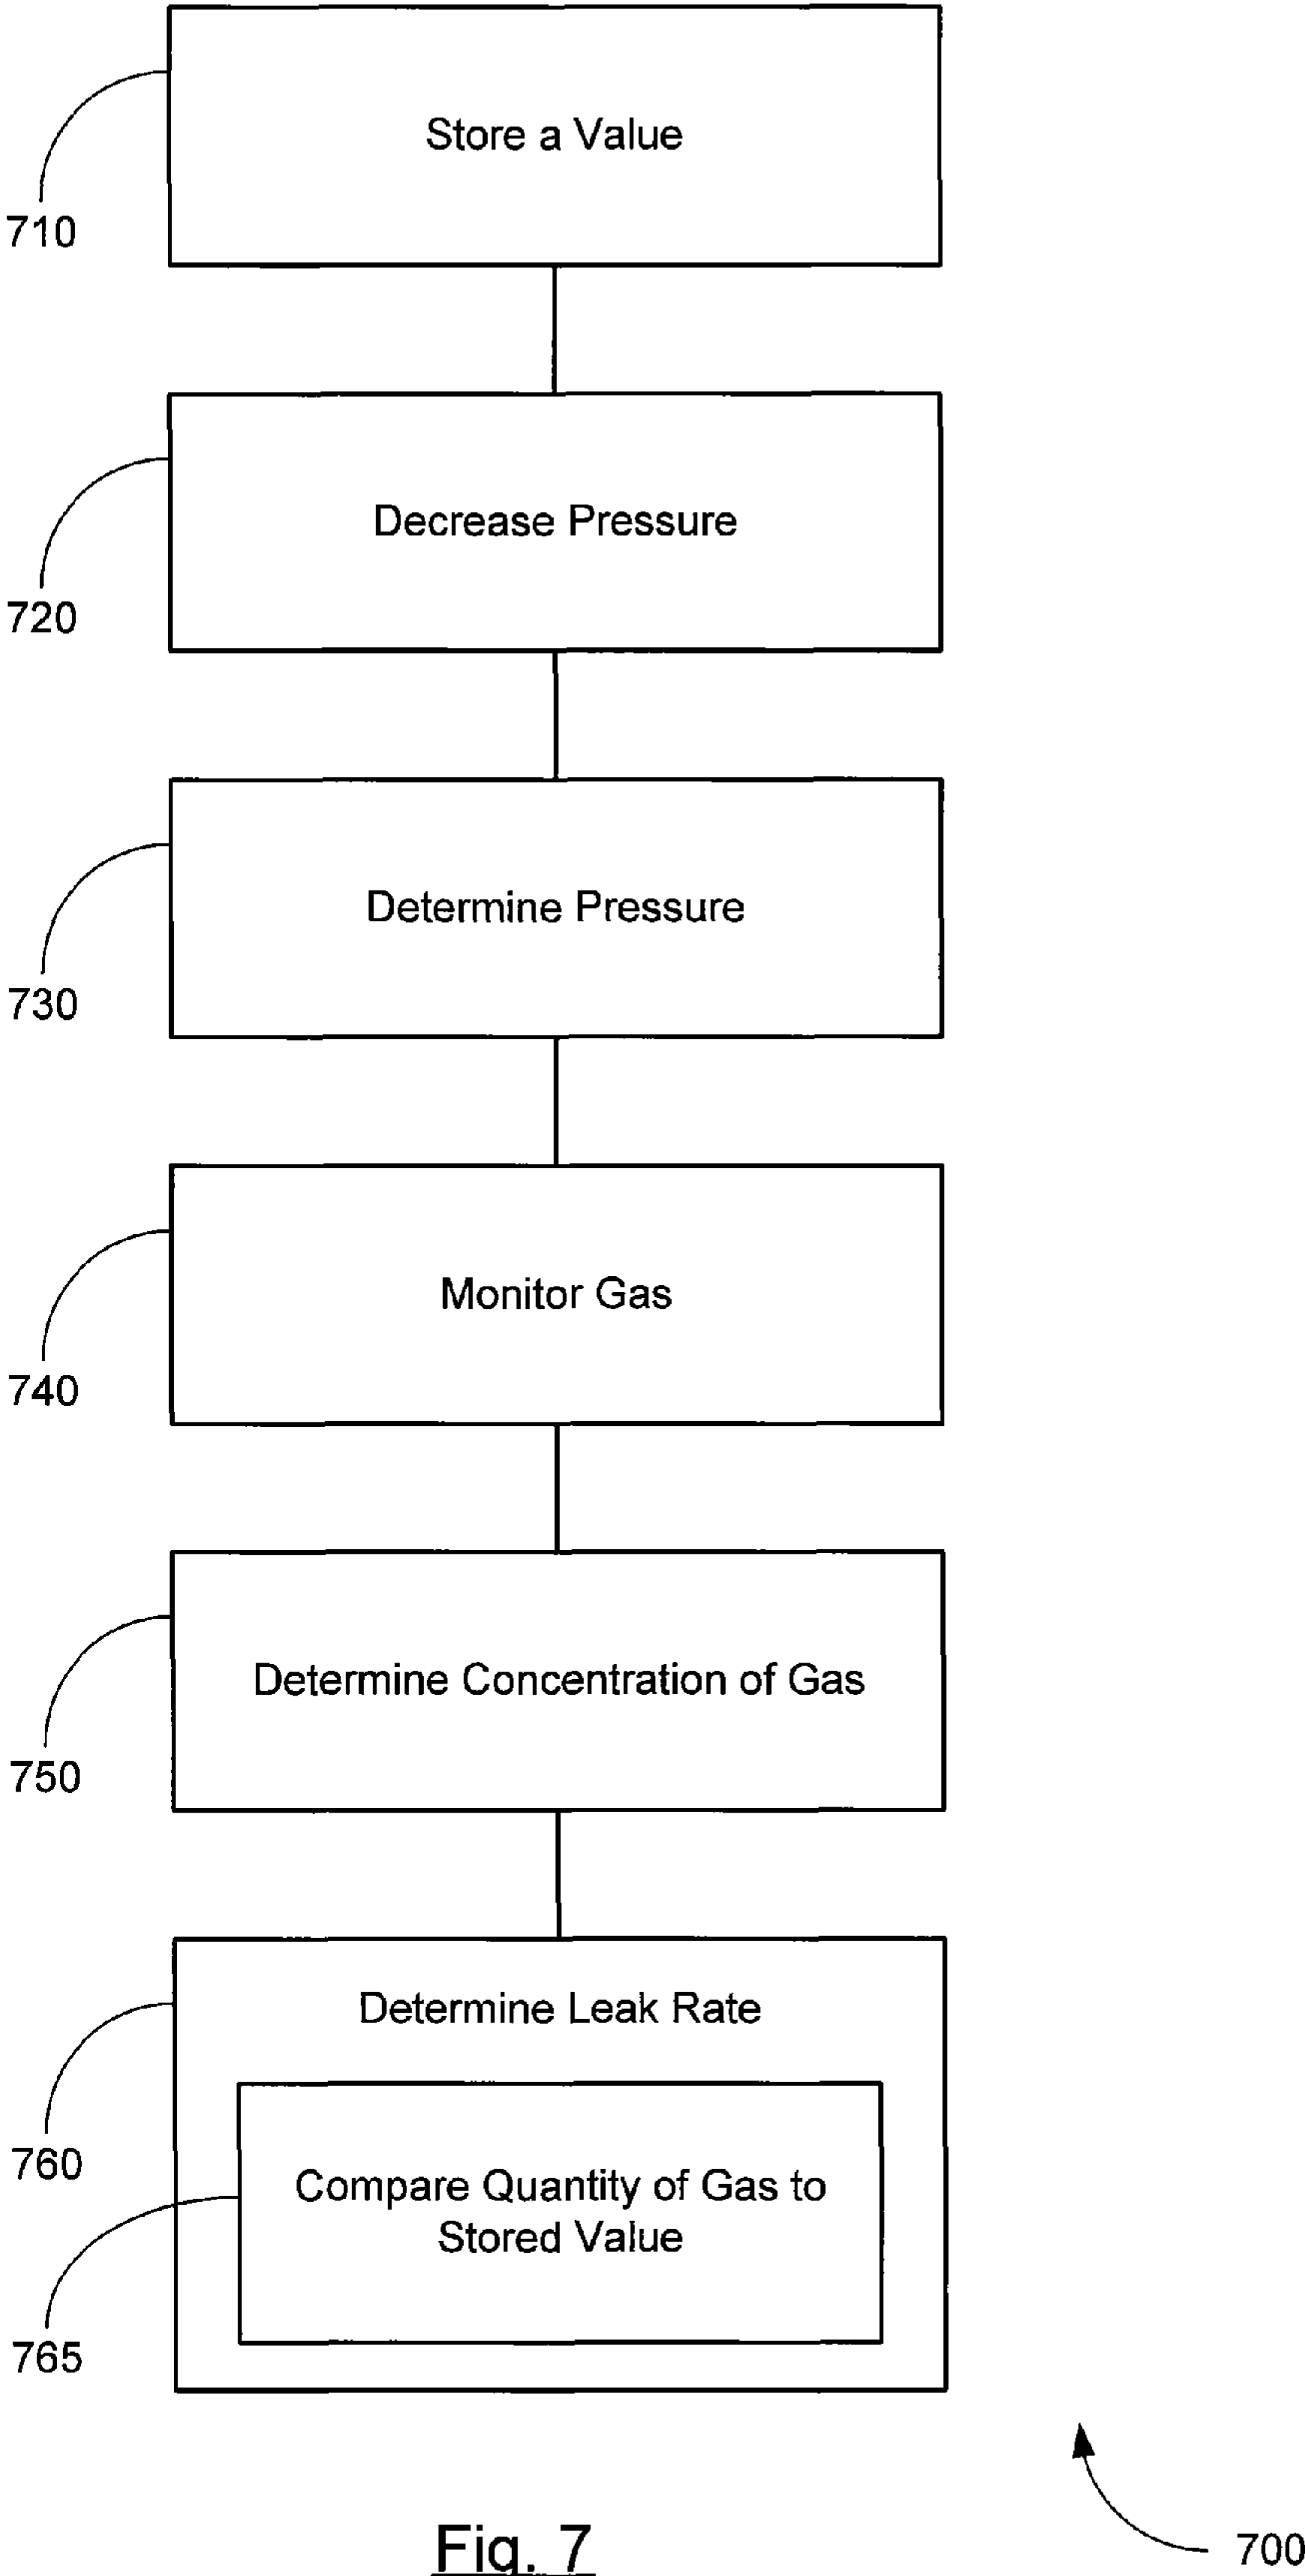 Store a Value
710
Decrease Pressure
720
Determine Pressure
730
Monitor Gas
740
Determine Concentration of Gas
750
Determine Leak Rate
760
Compare Quantity of Gas to
Stored Value
765
Fig. 7
700